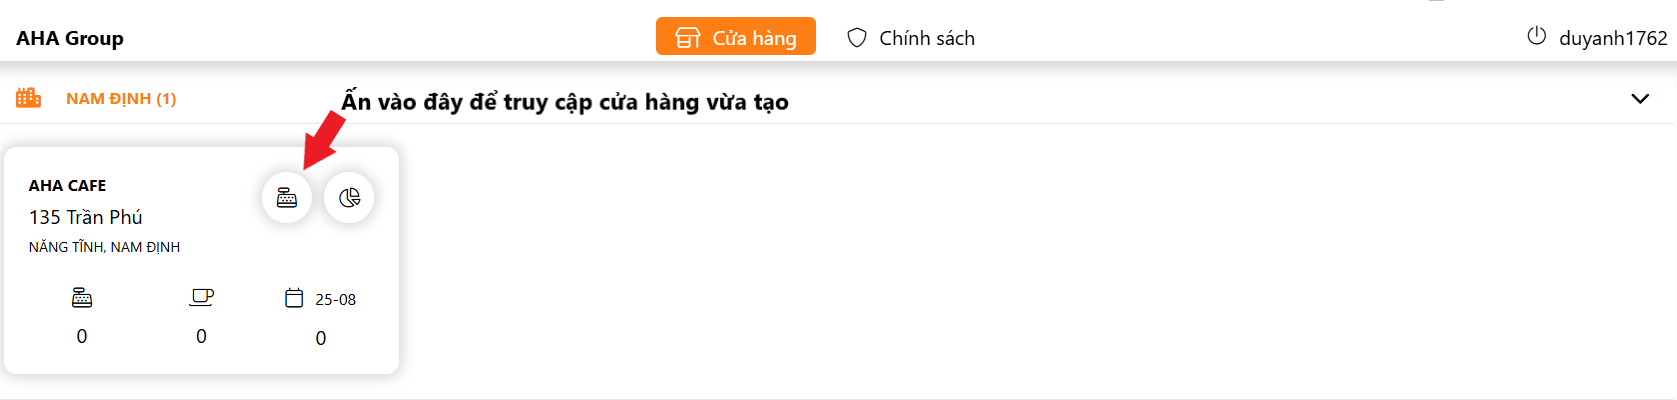 AHA Group
Cửa hàng
Chính sách
duyanh1762
NAM ĐỊNH (1)
Ấn vào đây để truy cập cửa hàng vừa tạo
AHA CAFE
135 Trần Phú
NĂNG TĨNH, NAM ĐỊNH
25-08
0
0
0